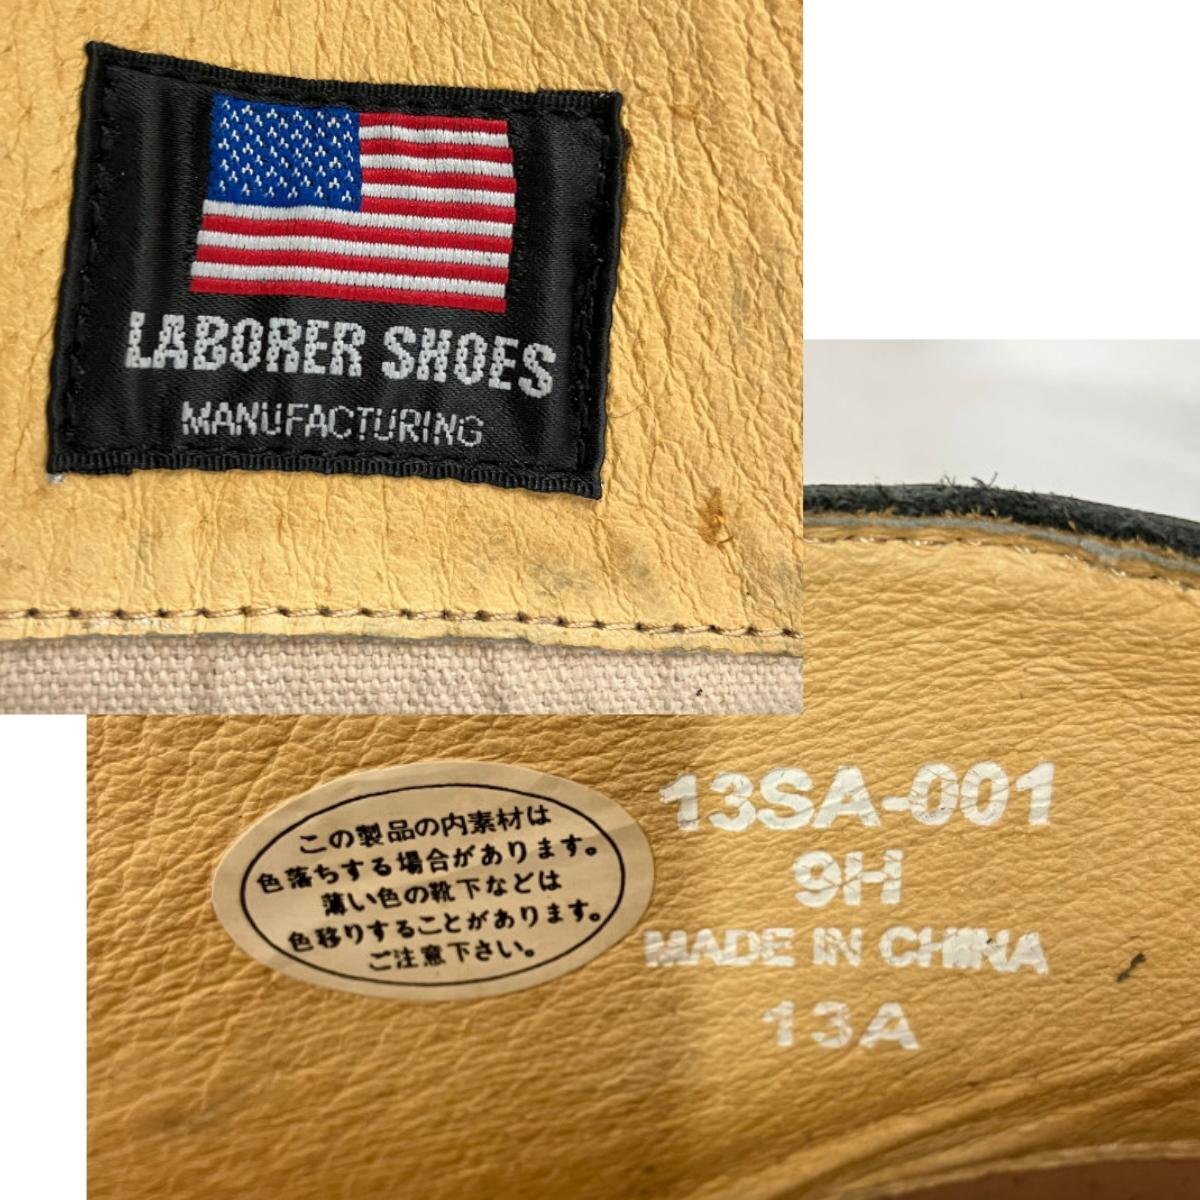 LABORER SHOES
MANUFACTURING
この製品の内素材は
色落ちする場合があります。
薄い色の靴下などは
色移りすることがあります。
ご注意下さい。
13SA-001
9H
MADE IN CHINA
13A